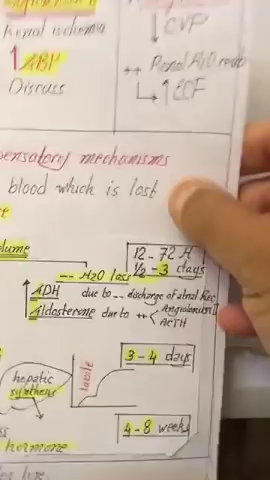 Renal ischemia
↑ ABP
Discuss
↓ CVP
++ Renal H2O
↑ ECF
ensatory mechanisms
blood which is lost
lume
12 - 72 H
1/2 - 3 days
-- H2O loss
↑ ADH due to -- discharge of atrial Rec
Aldosterone due to ++ Angiotensin II
ACTH
3 - 4 days
labile
hepatic
synthesis
4 - 8 weeks
hormone